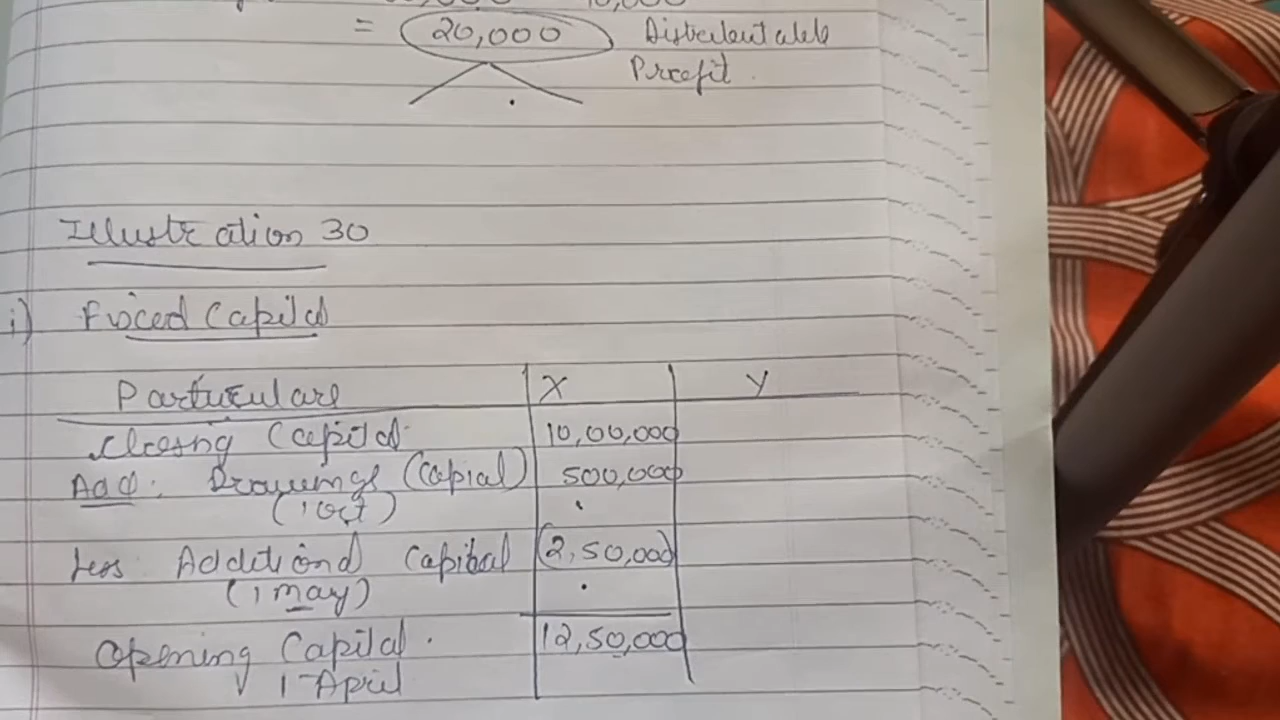 = 20,000 Distributable
Profit.
Illustration 30
i) Fixed Capital
Particulars X Y
Closing Capital 10,00,000
Add: Drawings (Capial) 500,000
(1 Oct)
Less Additional Capital (2,50,000)
(1 may)
Opening Capital. 12,50,000
1 April